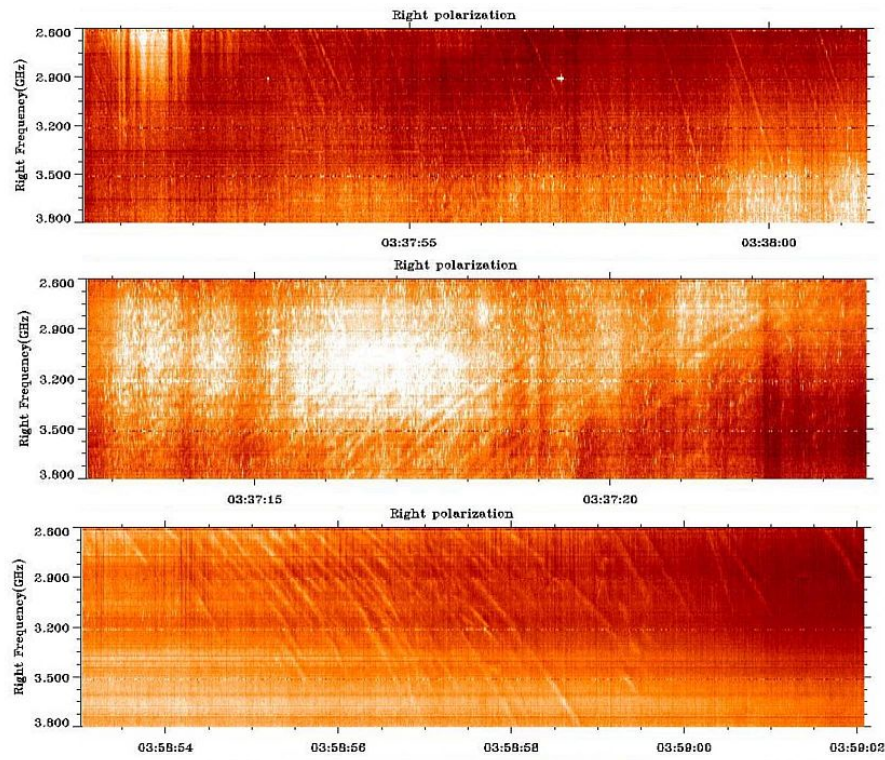 Right polarization
Right Frequency(GHz)
2.600
2.900
3.200
3.500
3.800
03:37:55 03:38:00
Right polarization
Right Frequency(GHz)
2.600
2.900
3.200
3.500
3.800
03:37:15 03:37:20
Right polarization
Right Frequency(GHz)
2.600
2.900
3.200
3.500
3.800
03:58:54 03:58:56 03:58:58 03:59:00 03:59:02